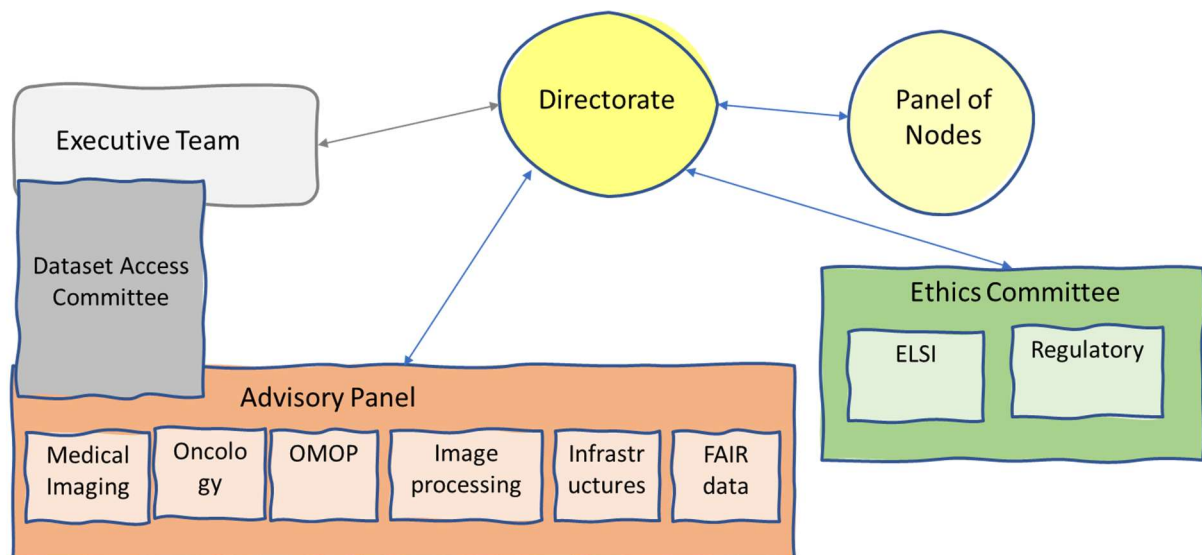 Directorate
Panel of
Nodes
Executive Team
Dataset Access
Committee
Ethics Committee
ELSI
Regulatory
Advisory Panel
Medical
Imaging
Oncolo
gy
OMOP
Image
processing
Infrastr
uctures
FAIR
data